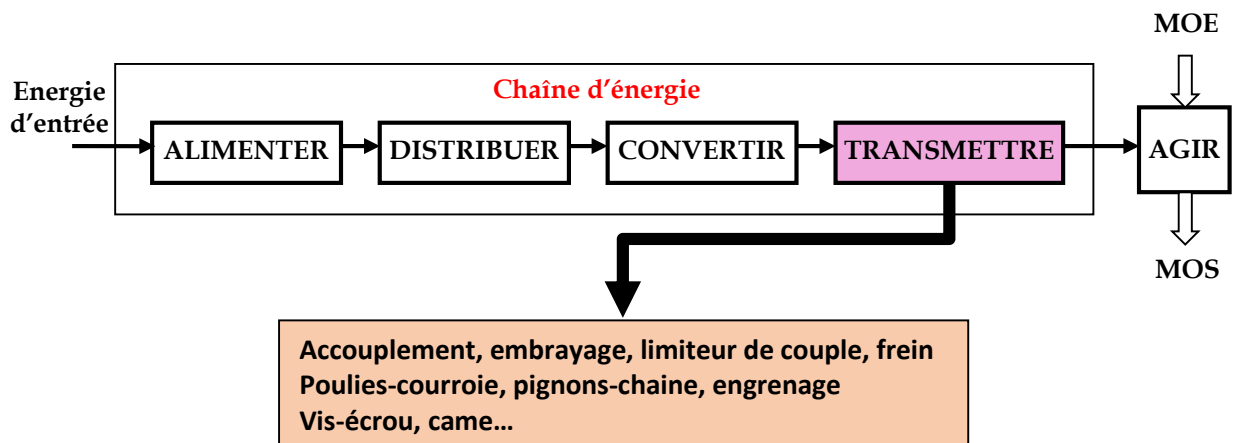 MOE
Chaîne d’énergie
Energie
d’entrée
ALIMENTER
DISTRIBUER
CONVERTIR
TRANSMETTRE
AGIR
MOS
Accouplement, embrayage, limiteur de couple, frein
Poulies-courroie, pignons-chaine, engrenage
Vis-écrou, came…